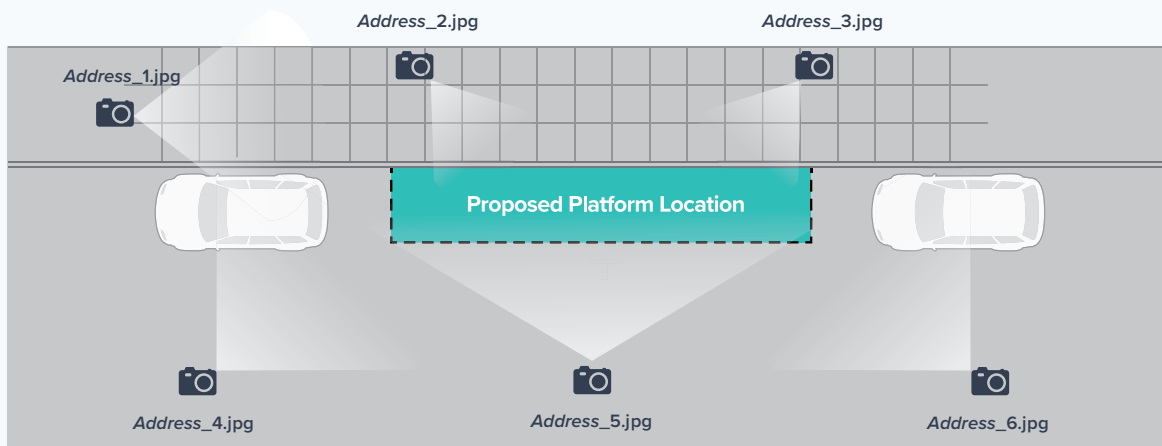 Address_2.jpg
Address_3.jpg
Address_1.jpg
Proposed Platform Location
Address_4.jpg
Address_5.jpg
Address_6.jpg